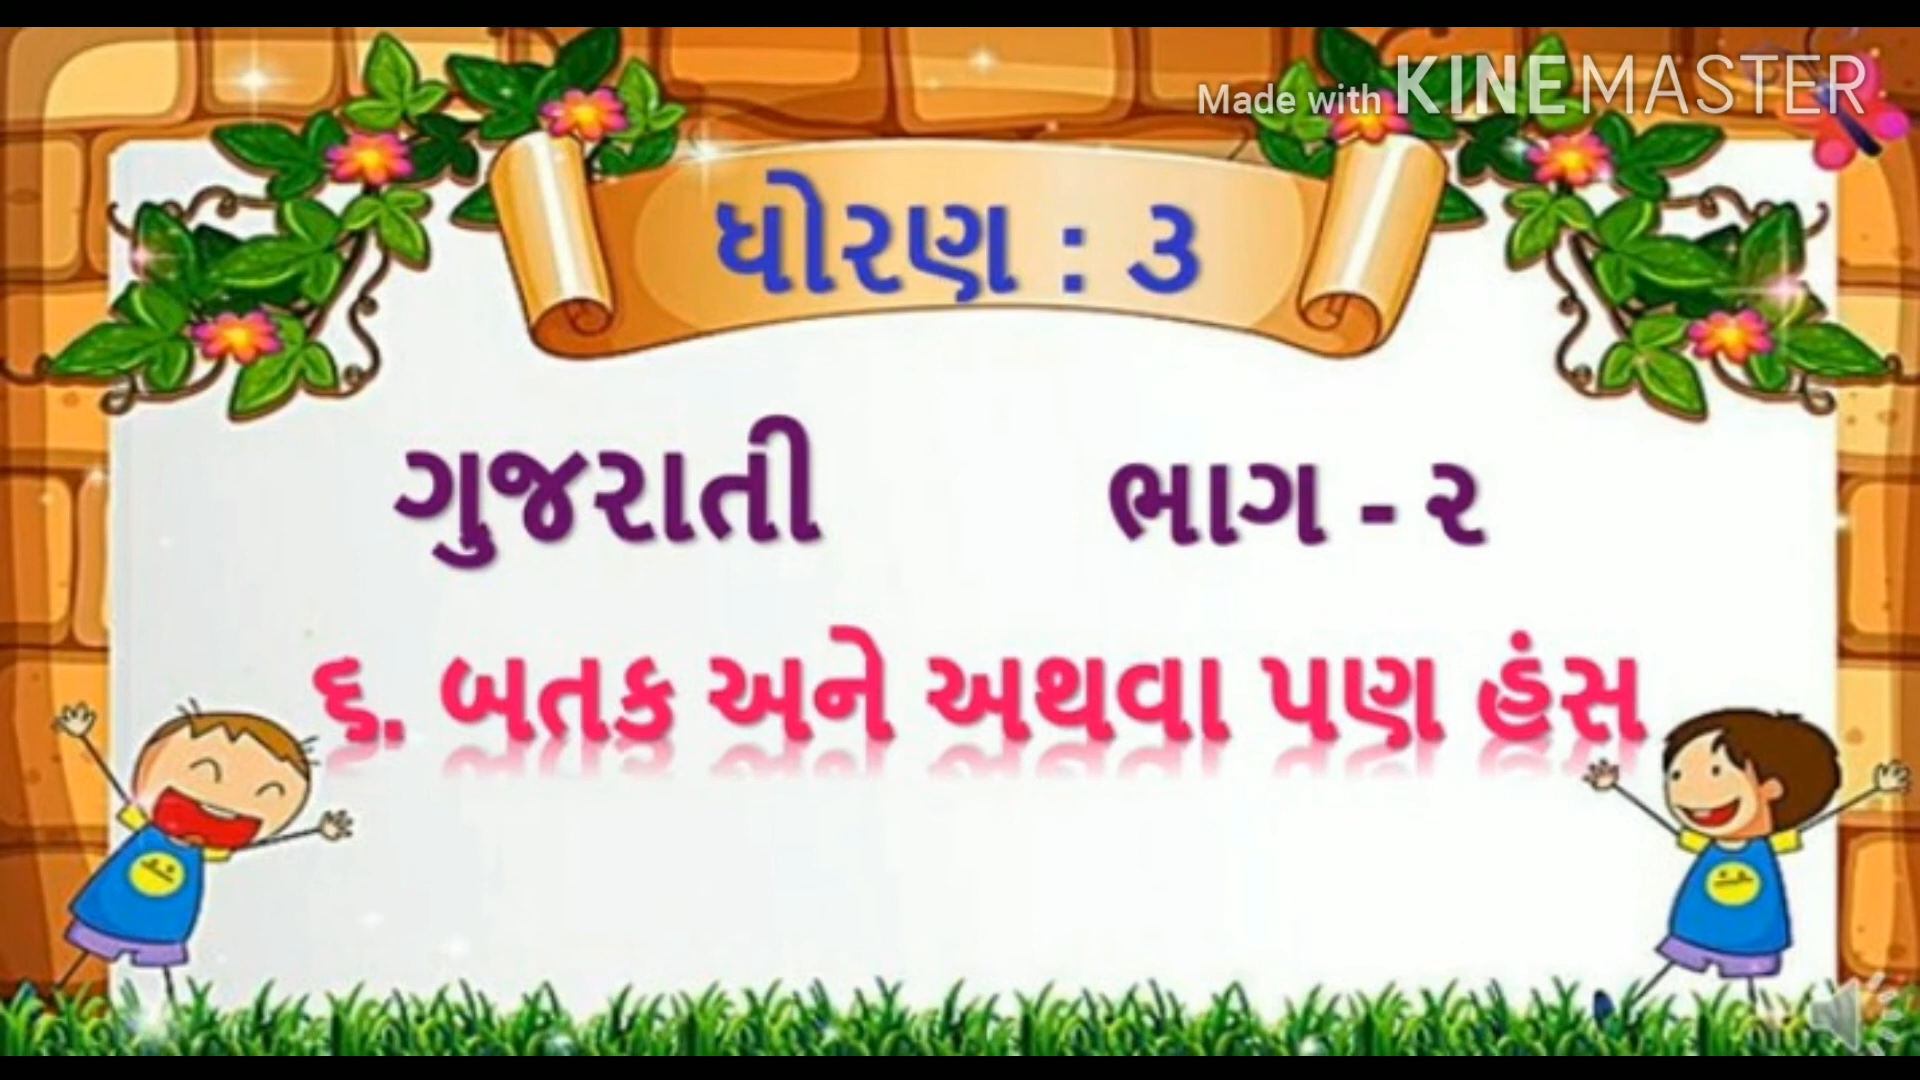 Made with KINEMASTER
ધોરણ : ૩
ગુજરાતી ભાગ - ૨
૬. બતક અને અથવા પણ હંસ